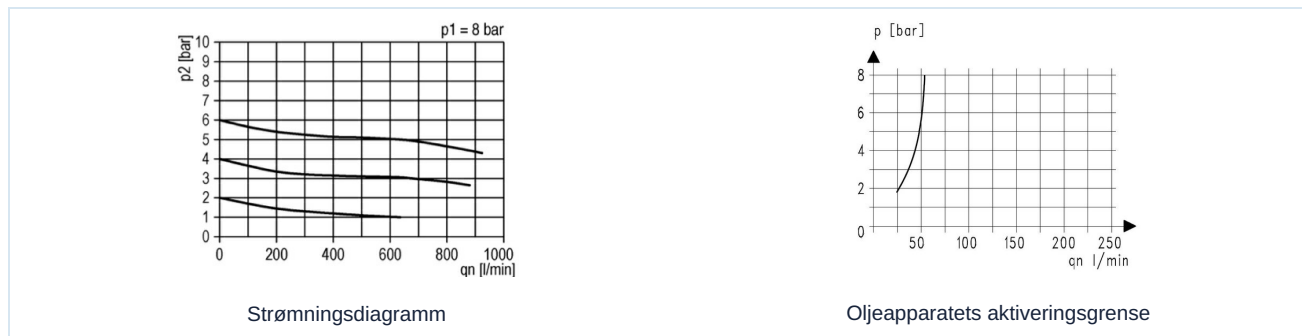 p1 = 8 bar
p2 [bar]
10
9
8
7
6
5
4
3
2
1
0
0 200 400 600 800 1000
qn [l/min]
Strømningsdiagramm
p [bar]
8
6
4
2
0
50 100 150 200 250
qn l/min
Oljeapparatets aktiveringsgrense